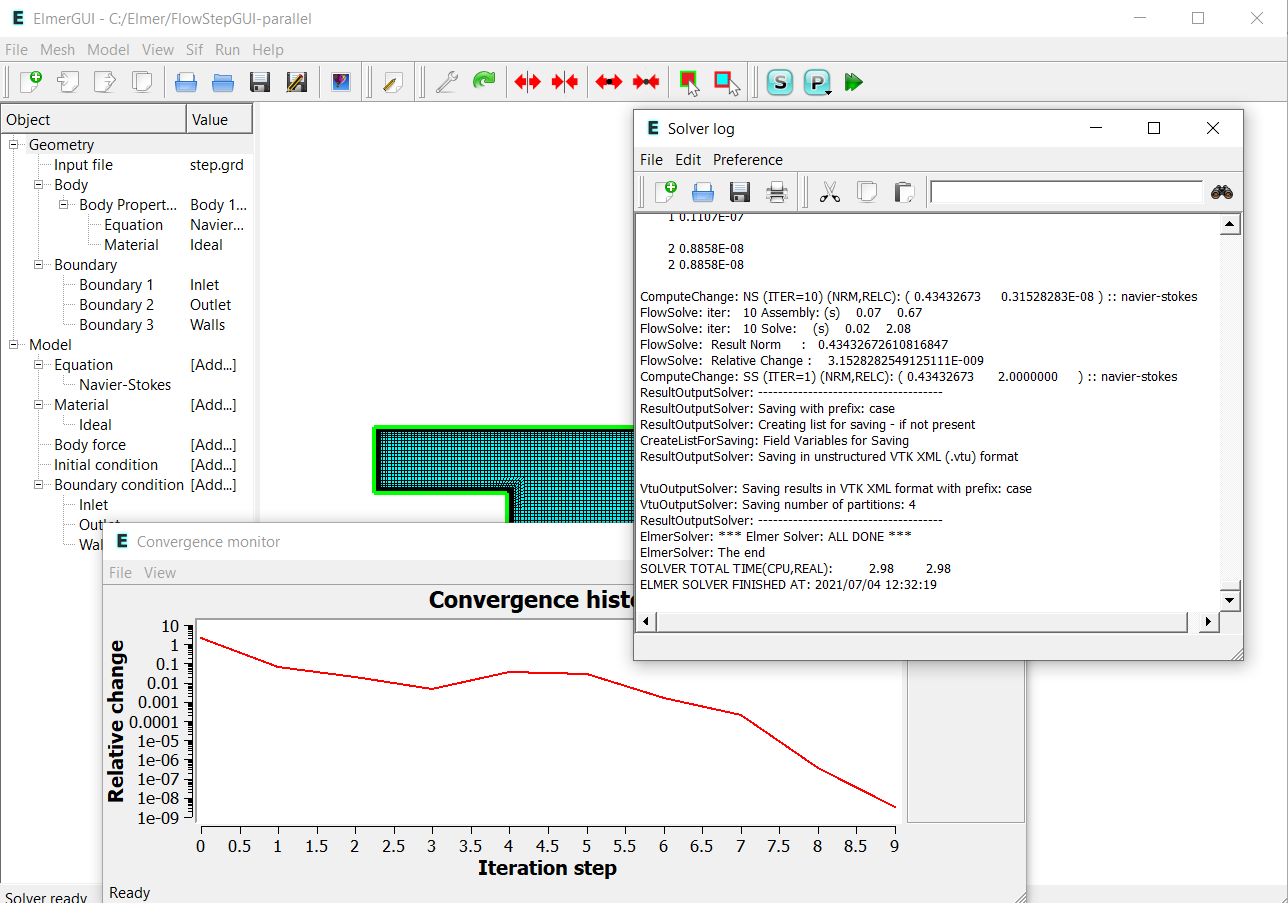 ElmerGUI - C:/Elmer/FlowStepGUI-parallel
File Mesh Model View Sif Run Help
S P
Object Value
Geometry
Input file step.grd
Body
Body Propert... Body 1...
Equation Navier...
Material Ideal
Boundary
Boundary 1 Inlet
Boundary 2 Outlet
Boundary 3 Walls
Model
Equation [Add...]
Navier-Stokes
Material [Add...]
Ideal
Body force [Add...]
Initial condition [Add...]
Boundary condition [Add...]
Inlet
Solver ready
Solver log
File Edit Preference
1 0.1107E-07
2 0.8858E-08
2 0.8858E-08
ComputeChange: NS (ITER=10) (NRM,RELC): ( 0.43432673 0.31528283E-08 ) :: navier-stokes
FlowSolve: iter: 10 Assembly: (s) 0.07 0.67
FlowSolve: iter: 10 Solve: (s) 0.02 2.08
FlowSolve: Result Norm : 0.43432672610816847
FlowSolve: Relative Change : 3.1528282549125111E-009
ComputeChange: SS (ITER=1) (NRM,RELC): ( 0.43432673 2.0000000 ) :: navier-stokes
ResultOutputSolver: -------------------------------------
ResultOutputSolver: Saving with prefix: case
ResultOutputSolver: Creating list for saving - if not present
CreateListForSaving: Field Variables for Saving
ResultOutputSolver: Saving in unstructured VTK XML (.vtu) format
VtuOutputSolver: Saving results in VTK XML format with prefix: case
VtuOutputSolver: Saving number of partitions: 4
ResultOutputSolver: -------------------------------------
ElmerSolver: *** Elmer Solver: ALL DONE ***
ElmerSolver: The end
SOLVER TOTAL TIME(CPU,REAL): 2.98 2.98
ELMER SOLVER FINISHED AT: 2021/07/04 12:32:19
Convergence monitor
File View
Convergence histo
Relative change
10
1
0.1
0.01
0.001
0.0001
1e-05
1e-06
1e-07
1e-08
1e-09
0 0.5 1 1.5 2 2.5 3 3.5 4 4.5 5 5.5 6 6.5 7 7.5 8 8.5 9
Iteration step
Ready